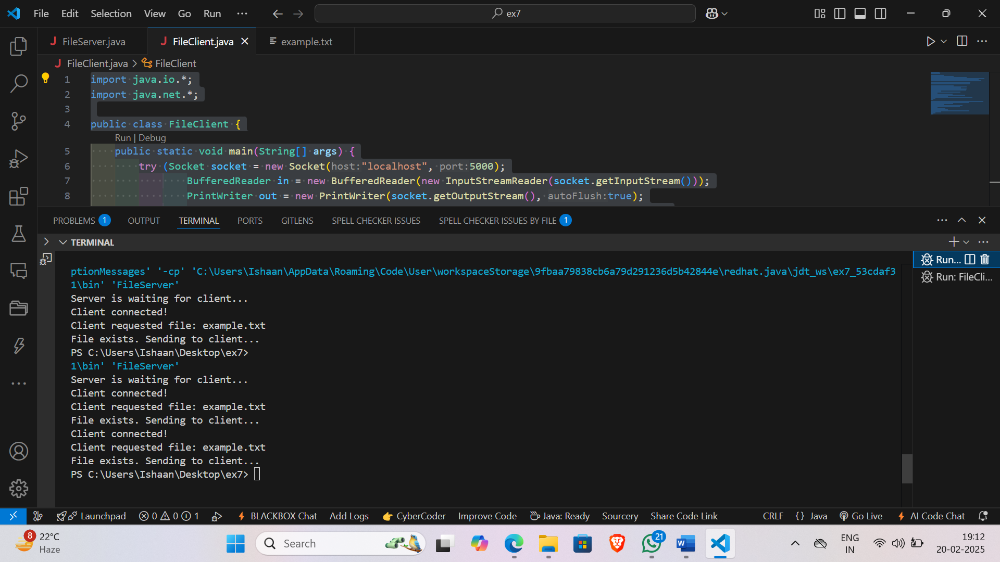 File Edit Selection View Go Run ··· ex7
FileServer.java FileClient.java example.txt
FileClient.java > FileClient
1 import java.io.*;
2 import java.net.*;
3
4 public class FileClient {
Run | Debug
5 public static void main(String[] args) {
6 try (Socket socket = new Socket(host:"localhost", port:5000);
7 BufferedReader in = new BufferedReader(new InputStreamReader(socket.getInputStream()));
8 PrintWriter out = new PrintWriter(socket.getOutputStream(), autoFlush:true);
PROBLEMS 1 OUTPUT TERMINAL PORTS GITLENS SPELL CHECKER ISSUES SPELL CHECKER ISSUES BY FILE 1
TERMINAL
Run...
Run: FileCli...
ptionMessages' '-cp' 'C:\Users\Ishaan\AppData\Roaming\Code\User\workspaceStorage\9fbaa79838cb6a79d291236d5b42844e\redhat.java\jdt_ws\ex7_53cdaf3
1\bin' 'FileServer'
Server is waiting for client...
Client connected!
Client requested file: example.txt
File exists. Sending to client...
PS C:\Users\Ishaan\Desktop\ex7>
1\bin' 'FileServer'
Server is waiting for client...
Client connected!
Client requested file: example.txt
File exists. Sending to client...
Client connected!
Client requested file: example.txt
File exists. Sending to client...
PS C:\Users\Ishaan\Desktop\ex7>
Launchpad 0 0 1 BLACKBOX Chat Add Logs CyberCoder Improve Code Java: Ready Sourcery Share Code Link CRLF {} Java Go Live AI Code Chat
8 22°C
Haze
Search
21
ENG
IN
19:12
20-02-2025